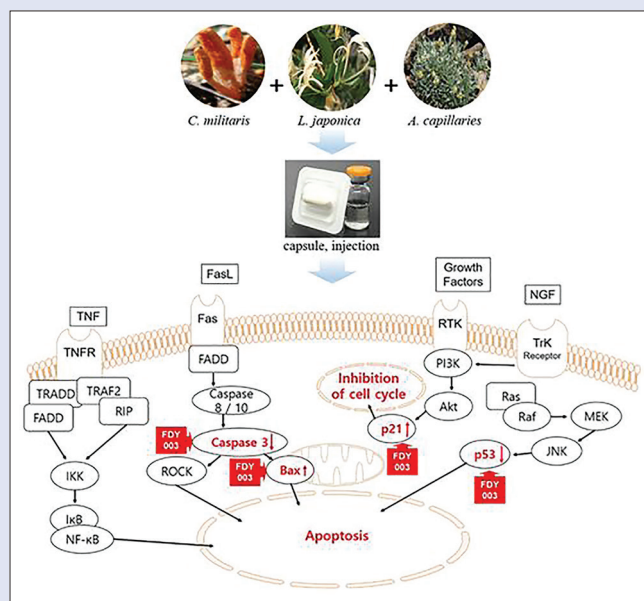 C. militaris + L. japonica + A. capillaries
capsule, injection
FasL
Growth
Factors
NGF
TNF
Fas
RTK
TrK
Receptor
TNFR
FADD
PI3K
TRADD
TRAF2
FADD
RIP
Caspase
8 / 10
Inhibition
of cell cycle
Akt
Ras
Raf
MEK
FDY
003
Caspase 3↓
p21↑
FDY
003
p53↓
JNK
FDY
003
IKK
ROCK
FDY
003
Bax↑
IκB
NF-κB
Apoptosis